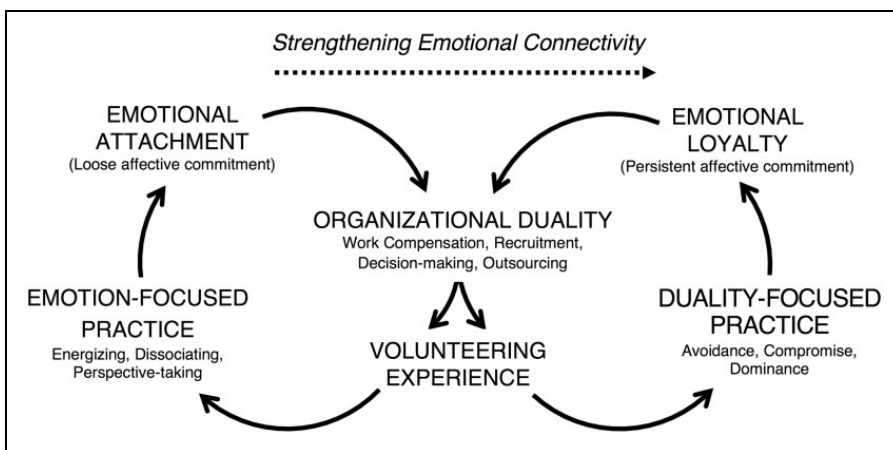 Strengthening Emotional Connectivity
EMOTIONAL
ATTACHMENT
(Loose affective commitment)
EMOTIONAL
LOYALTY
(Persistent affective commitment)
ORGANIZATIONAL DUALITY
Work Compensation, Recruitment,
Decision-making, Outsourcing
EMOTION-FOCUSED
PRACTICE
Energizing, Dissociating,
Perspective-taking
VOLUNTEERING
EXPERIENCE
DUALITY-FOCUSED
PRACTICE
Avoidance, Compromise,
Dominance